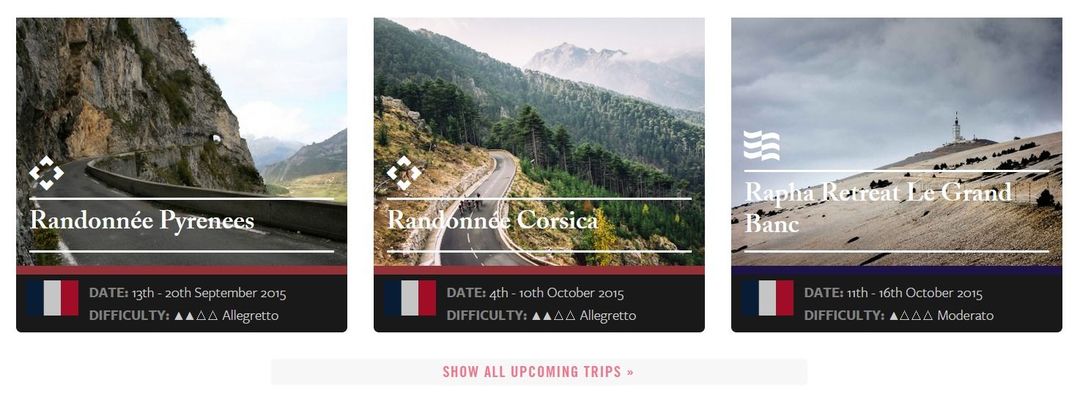 Randonnée Pyrenees
DATE: 13th - 20th September 2015
DIFFICULTY: ▲▲△△ Allegretto
Randonnée Corsica
DATE: 4th - 10th October 2015
DIFFICULTY: ▲▲△△ Allegretto
Rapha Retreat Le Grand
Banc
DATE: 11th - 16th October 2015
DIFFICULTY: ▲△△△ Moderato
SHOW ALL UPCOMING TRIPS »